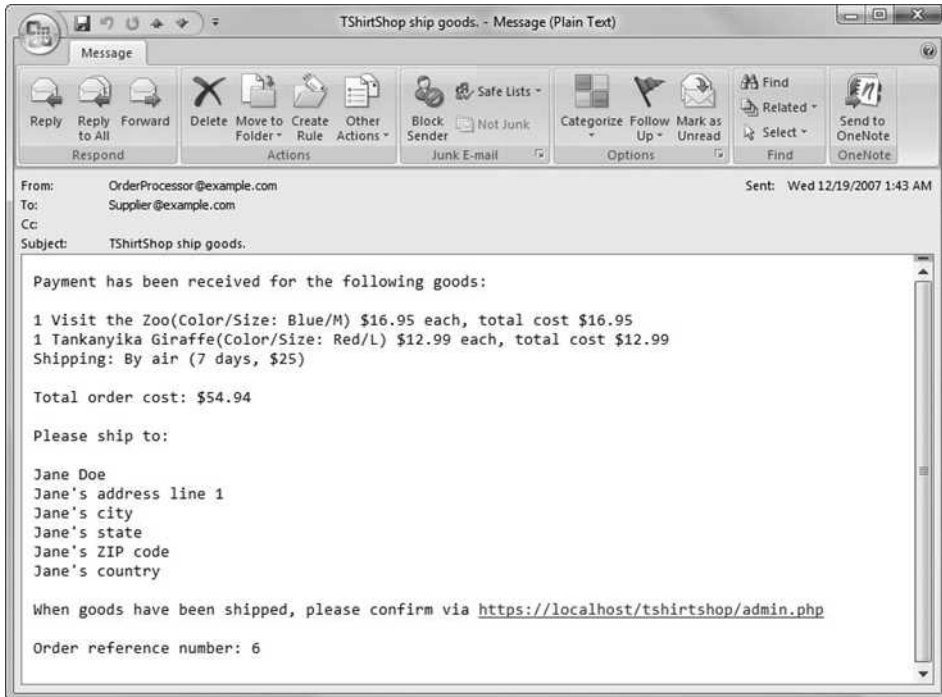 TShirtShop ship goods. - Message (Plain Text)
Message
Reply
Reply to All
Forward
Respond
Delete
Move to Folder
Create Rule
Other Actions
Actions
Block Sender
Safe Lists
Not Junk
Junk E-mail
Categorize
Follow Up
Mark as Unread
Options
Find
Related
Select
Find
Send to OneNote
OneNote
From: OrderProcessor@example.com
Sent: Wed 12/19/2007 1:43 AM
To: Supplier@example.com
Cc:
Subject: TShirtShop ship goods.
Payment has been received for the following goods:
1 Visit the Zoo(Color/Size: Blue/M) $16.95 each, total cost $16.95
1 Tankanyika Giraffe(Color/Size: Red/L) $12.99 each, total cost $12.99
Shipping: By air (7 days, $25)
Total order cost: $54.94
Please ship to:
Jane Doe
Jane's address line 1
Jane's city
Jane's state
Jane's ZIP code
Jane's country
When goods have been shipped, please confirm via https://localhost/tshirtshop/admin.php
Order reference number: 6